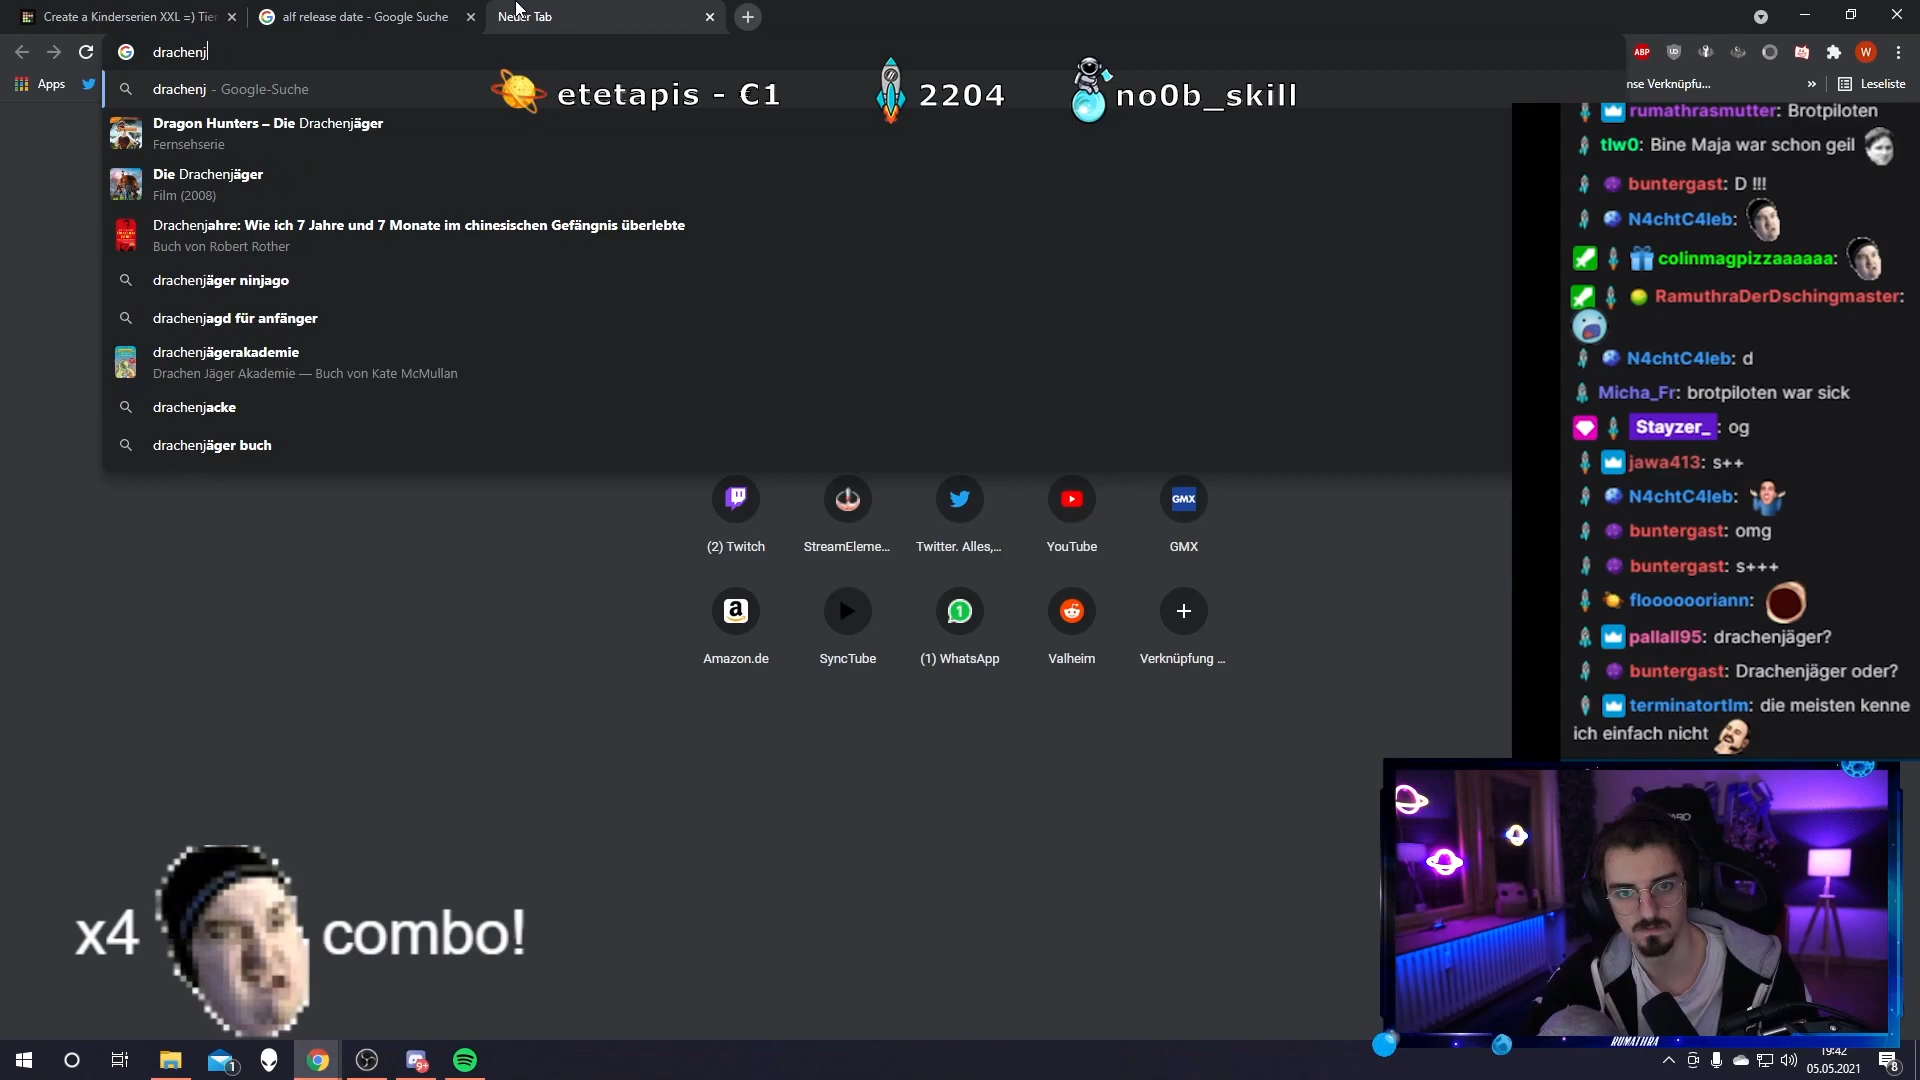 Create a Kinderserien XXL =) Tier
alf release date - Google Suche
Neuer Tab
drachenj
ABP
W
Apps
drachenj - Google-Suche
etetapis - €1
2204
no0b_skill
nse Verknüpfu...
»
Leseliste
Dragon Hunters – Die Drachenjäger
Fernsehserie
Die Drachenjäger
Film (2008)
Drachenjahre: Wie ich 7 Jahre und 7 Monate im chinesischen Gefängnis überlebte
Buch von Robert Rother
drachenjäger ninjago
drachenjagd für anfänger
drachenjägerakademie
Drachen Jäger Akademie — Buch von Kate McMullan
drachenjacke
drachenjäger buch
GMX
(2) Twitch
StreamEleme...
Twitter. Alles,...
YouTube
GMX
Amazon.de
SyncTube
(1) WhatsApp
Valheim
Verknüpfung ...
rumathrasmutter: Brotpiloten
tlw0: Bine Maja war schon geil
buntergast: D !!!
N4chtC4leb:
colinmagpizzaaaaaa:
RamuthraDerDschingmaster:
N4chtC4leb: d
Micha_Fr: brotpiloten war sick
Stayzer_ : og
jawa413: s++
N4chtC4leb:
buntergast: omg
buntergast: s+++
flooooooriann:
pallall95: drachenjäger?
buntergast: Drachenjäger oder?
terminatortlm: die meisten kenne
ich einfach nicht
x4 combo!
RUMATHRA
19:42
05.05.2021
1
9+
8